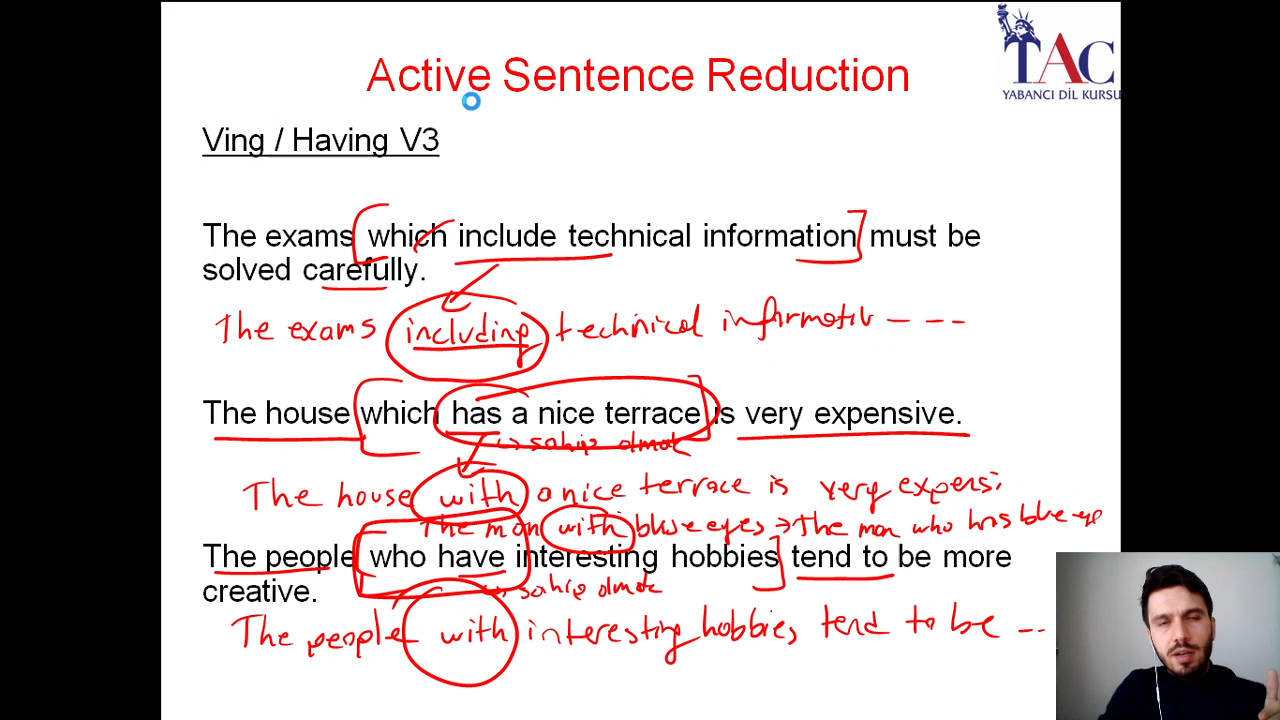 TAC
YABANCI DİL KURSU
Active Sentence Reduction
Ving / Having V3
The exams which include technical information must be
solved carefully.
The exams including technical informatiu - - -
The house which has a nice terrace is very expensive.
→ sahip olmak
The house with a nice terrace is very expensi
The man with blue eyes → The man who has blue eye
The people who have interesting hobbies tend to be more
creative.
→ sahip olmak
The people with interesting hobbies tend to be ...